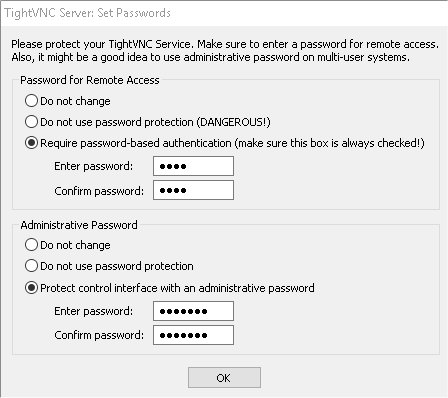 TightVNC Server: Set Passwords
Please protect your TightVNC Service. Make sure to enter a password for remote access.
Also, it might be a good idea to use administrative password on multi-user systems.
Password for Remote Access
Do not change
Do not use password protection (DANGEROUS!)
Require password-based authentication (make sure this box is always checked!)
Enter password: ●●●●
Confirm password: ●●●●
Administrative Password
Do not change
Do not use password protection
Protect control interface with an administrative password
Enter password: ●●●●●●●
Confirm password: ●●●●●●●
OK